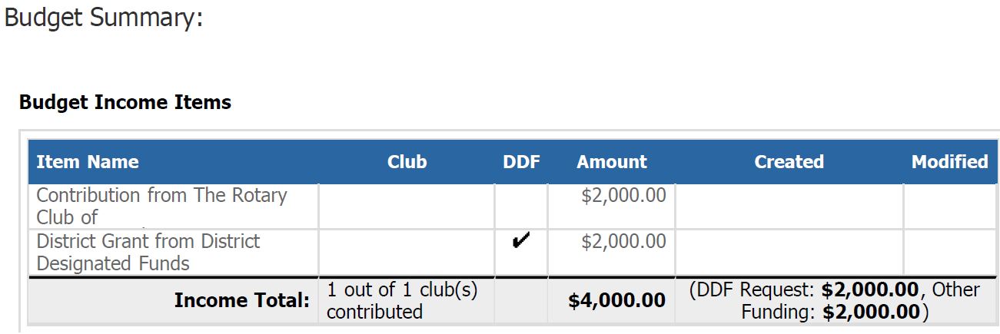 Budget Summary:
Budget Income Items
Item Name Club DDF Amount Created Modified
Contribution from The Rotary $2,000.00
Club of
District Grant from District ✔ $2,000.00
Designated Funds
Income Total: 1 out of 1 club(s) contributed $4,000.00 (DDF Request: $2,000.00, Other
Funding: $2,000.00)